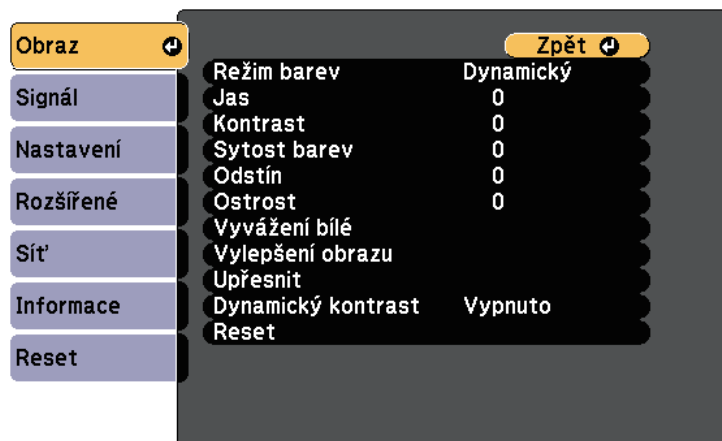 Obraz
Signál
Nastavení
Rozšířené
Síť
Informace
Reset
Zpět
Režim barev Dynamický
Jas 0
Kontrast 0
Sytost barev 0
Odstín 0
Ostrost 0
Vyvážení bílé
Vylepšení obrazu
Upřesnit
Dynamický kontrast Vypnuto
Reset